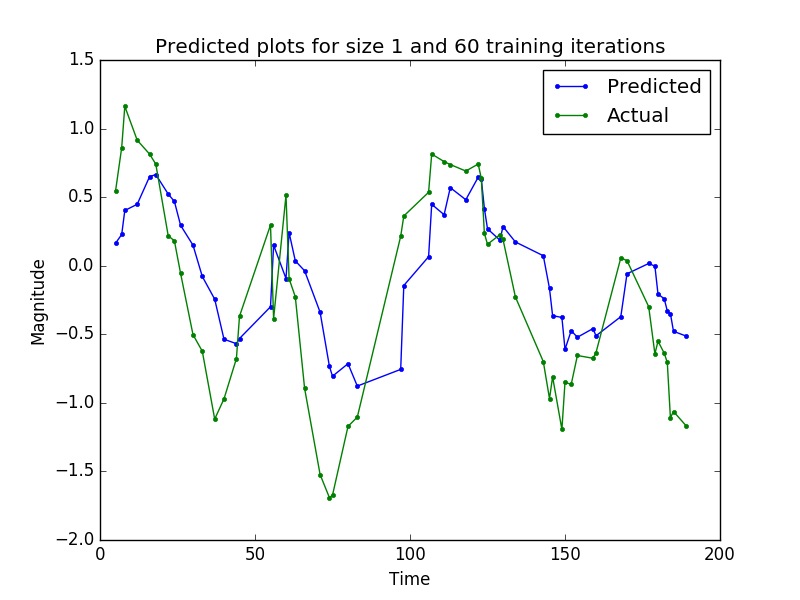 Predicted plots for size 1 and 60 training iterations
1.5
1.0
0.5
0.0
−0.5
−1.0
−1.5
−2.0
Magnitude
Predicted
Actual
0
50
100
150
200
Time